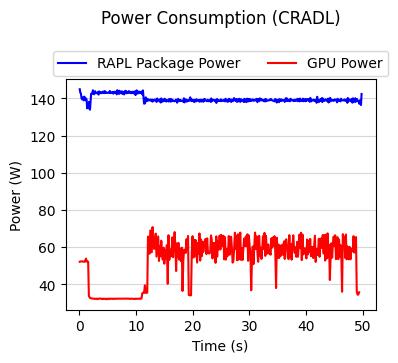 Power Consumption (CRADL)
RAPL Package Power
GPU Power
140
120
100
80
60
40
Power (W)
0
10
20
30
40
50
Time (s)